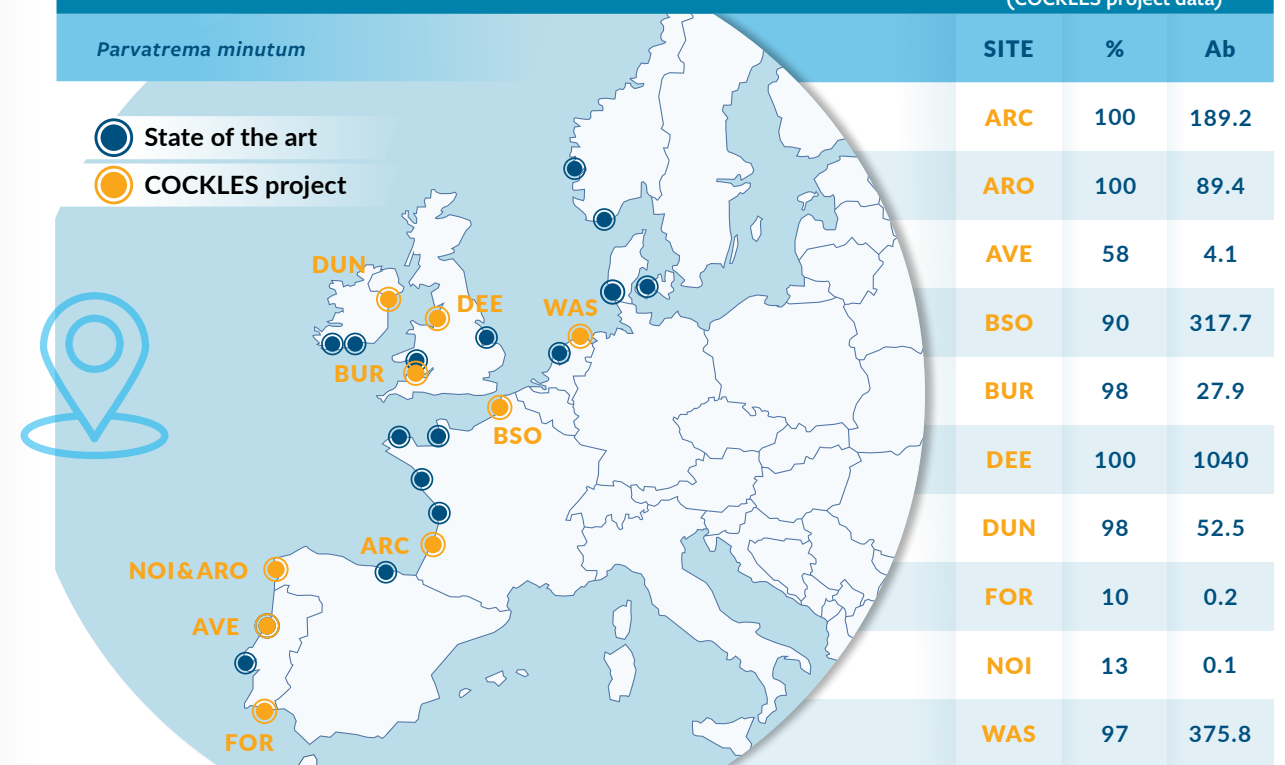 (COCKLES project data)
Parvatrema minutum
SITE % Ab
State of the art
COCKLES project
DUN
DEE
WAS
BUR
BSO
ARC
NOI&ARO
AVE
FOR
ARC 100 189.2
ARO 100 89.4
AVE 58 4.1
BSO 90 317.7
BUR 98 27.9
DEE 100 1040
DUN 98 52.5
FOR 10 0.2
NOI 13 0.1
WAS 97 375.8